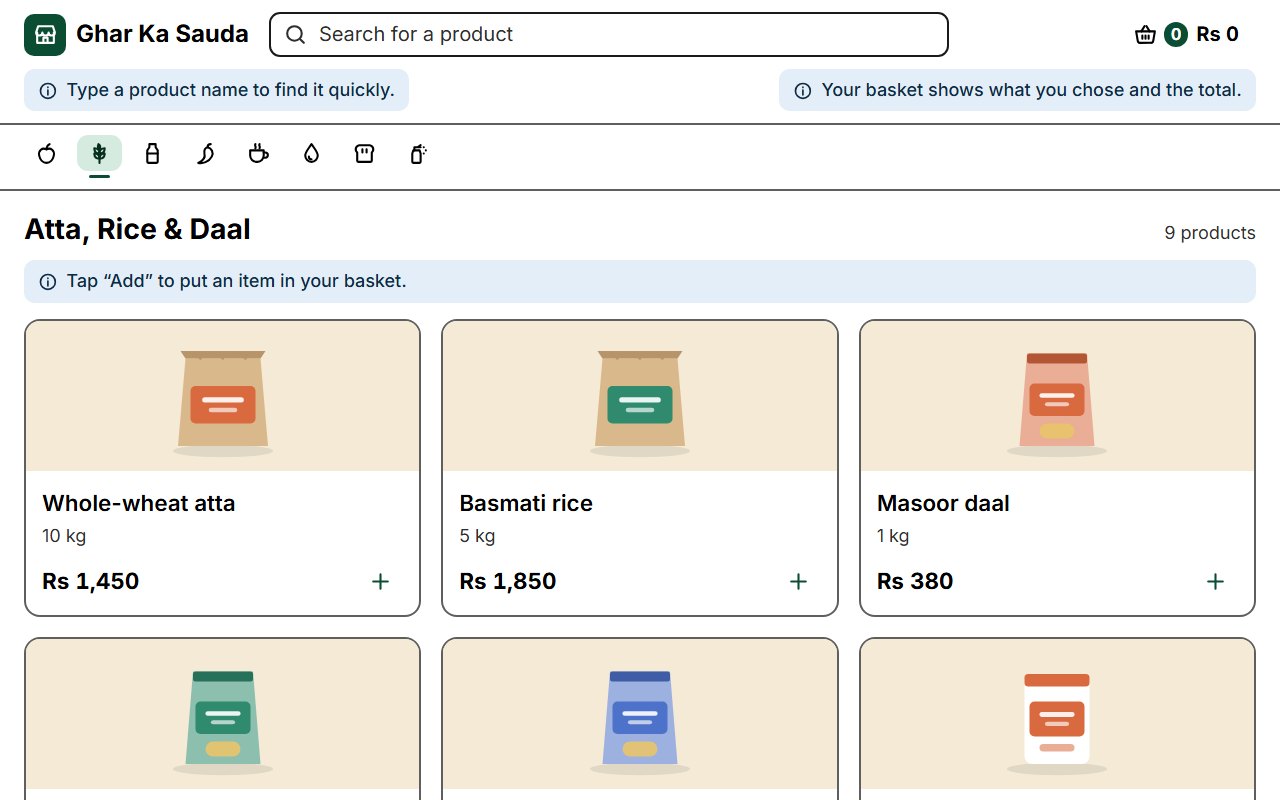 Ghar Ka Sauda
Search for a product
0 Rs 0
Type a product name to find it quickly.
Your basket shows what you chose and the total.
Atta, Rice & Daal
9 products
Tap “Add” to put an item in your basket.
Whole-wheat atta
10 kg
Rs 1,450
Basmati rice
5 kg
Rs 1,850
Masoor daal
1 kg
Rs 380